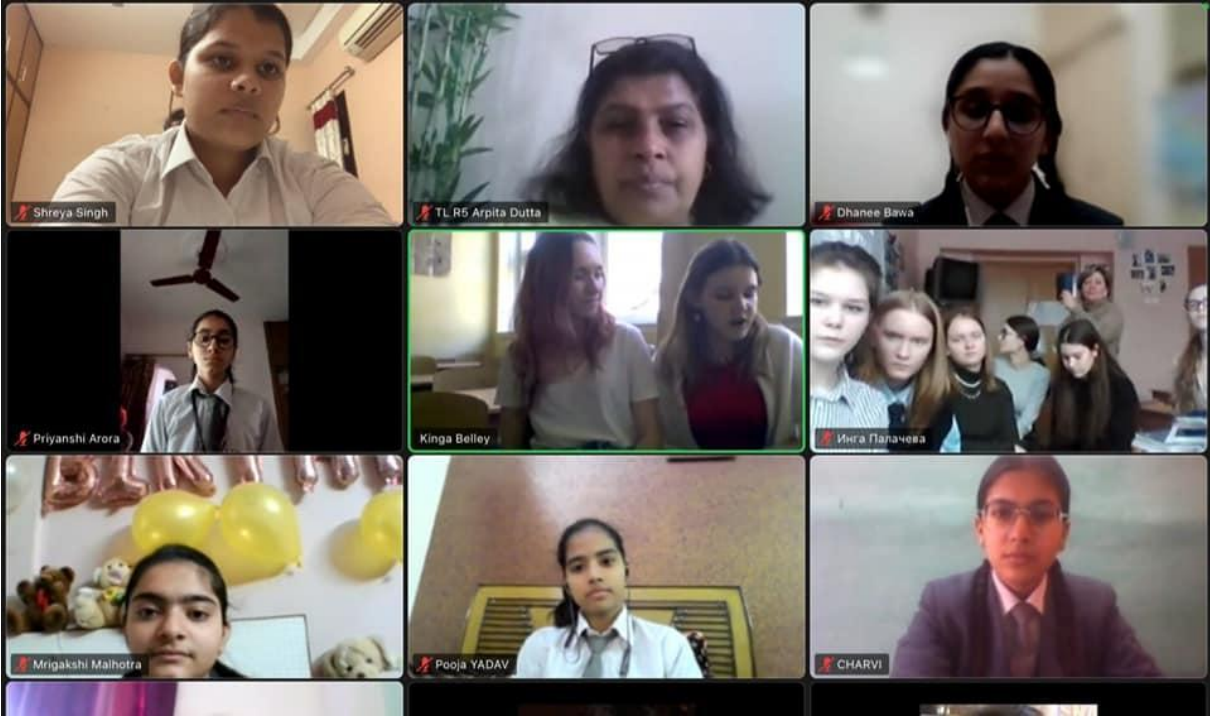 Shreya Singh
TL R5 Arpita Dutta
Dhanee Bawa
Priyanshi Arora
Kinga Belley
Инга Палачева
Mrigakshi Malhotra
Pooja YADAV
CHARVI